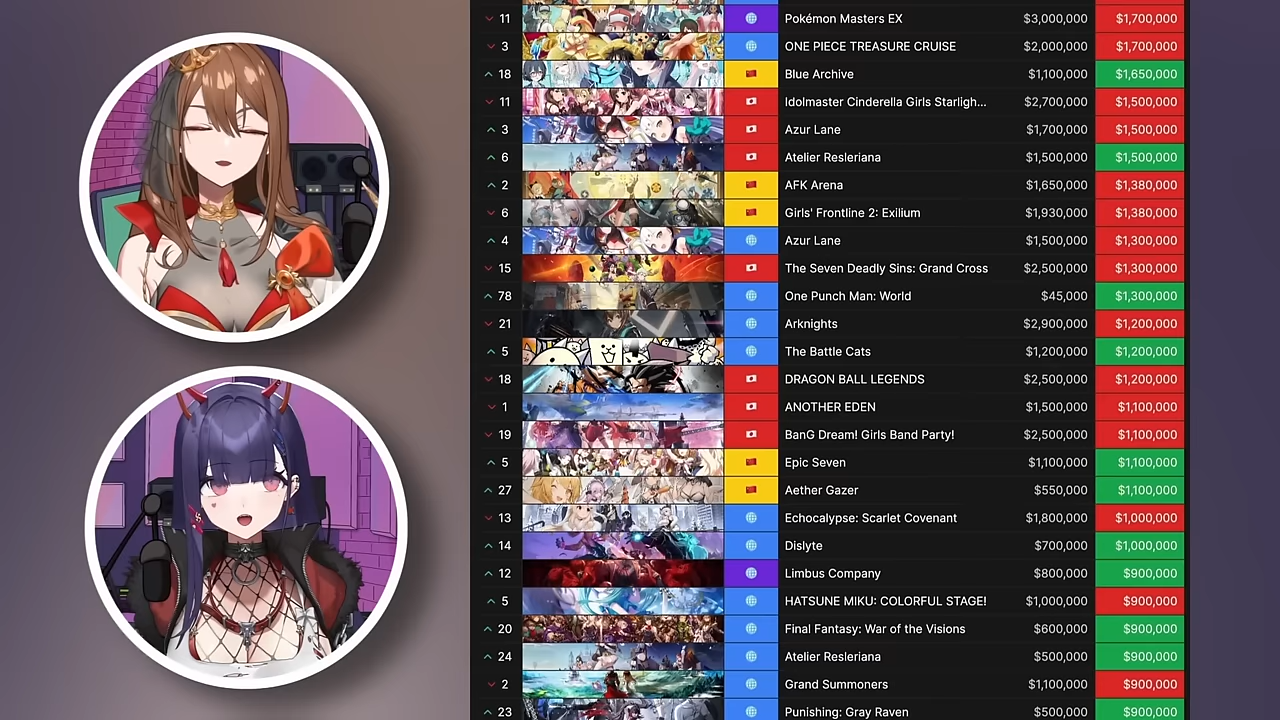 11 Pokémon Masters EX $3,000,000 $1,700,000
3 ONE PIECE TREASURE CRUISE $2,000,000 $1,700,000
18 Blue Archive $1,100,000 $1,650,000
11 Idolmaster Cinderella Girls Starligh... $2,700,000 $1,500,000
3 Azur Lane $1,700,000 $1,500,000
6 Atelier Resleriana $1,500,000 $1,500,000
2 AFK Arena $1,650,000 $1,380,000
6 Girls' Frontline 2: Exilium $1,930,000 $1,380,000
4 Azur Lane $1,500,000 $1,300,000
15 The Seven Deadly Sins: Grand Cross $2,500,000 $1,300,000
78 One Punch Man: World $45,000 $1,300,000
21 Arknights $2,900,000 $1,200,000
5 The Battle Cats $1,200,000 $1,200,000
18 DRAGON BALL LEGENDS $2,500,000 $1,200,000
1 ANOTHER EDEN $1,500,000 $1,100,000
19 BanG Dream! Girls Band Party! $2,500,000 $1,100,000
5 Epic Seven $1,100,000 $1,100,000
27 Aether Gazer $550,000 $1,100,000
13 Echocalypse: Scarlet Covenant $1,800,000 $1,000,000
14 Dislyte $700,000 $1,000,000
12 Limbus Company $800,000 $900,000
5 HATSUNE MIKU: COLORFUL STAGE! $1,000,000 $900,000
20 Final Fantasy: War of the Visions $600,000 $900,000
24 Atelier Resleriana $500,000 $900,000
2 Grand Summoners $1,100,000 $900,000
23 Punishing: Gray Raven $500,000 $900,000